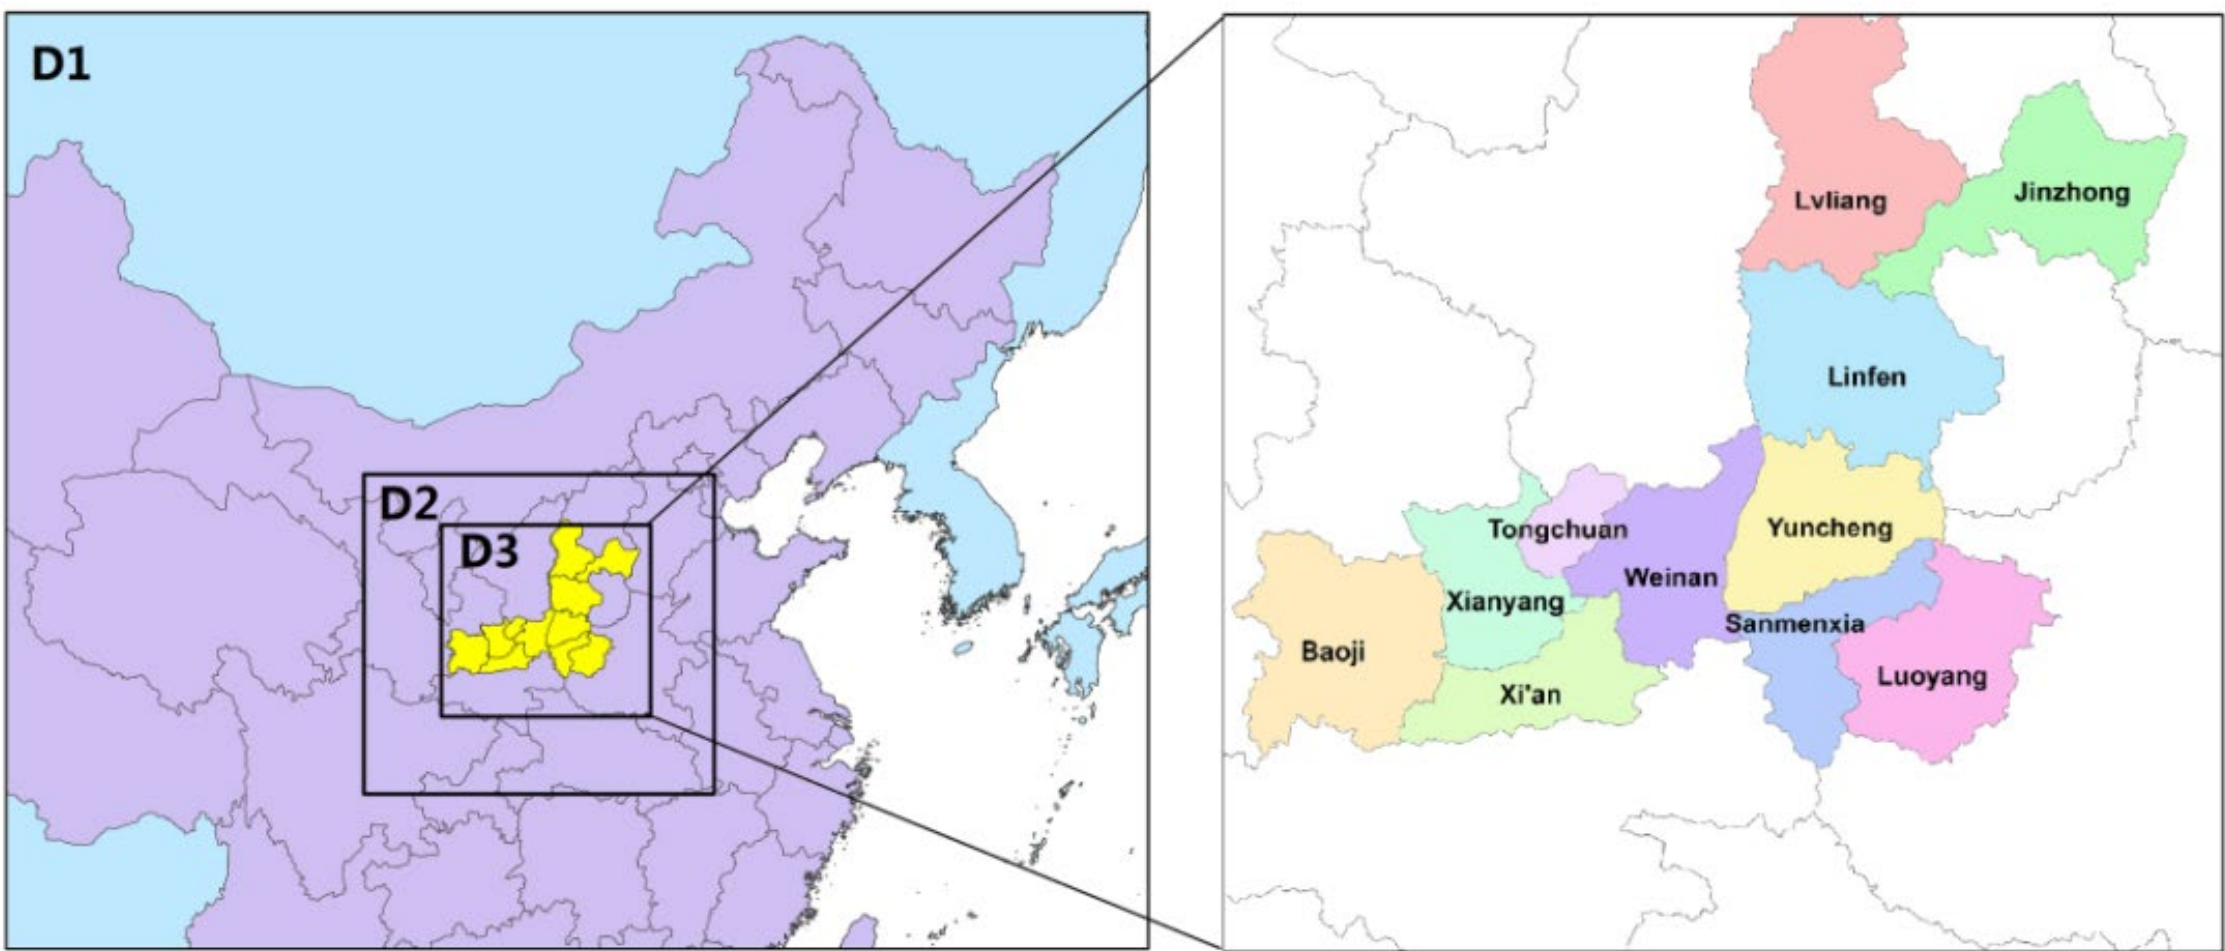 D1
D2
D3
Lvliang
Jinzhong
Linfen
Tongchuan
Yuncheng
Weinan
Xianyang
Sanmenxia
Baoji
Luoyang
Xi'an